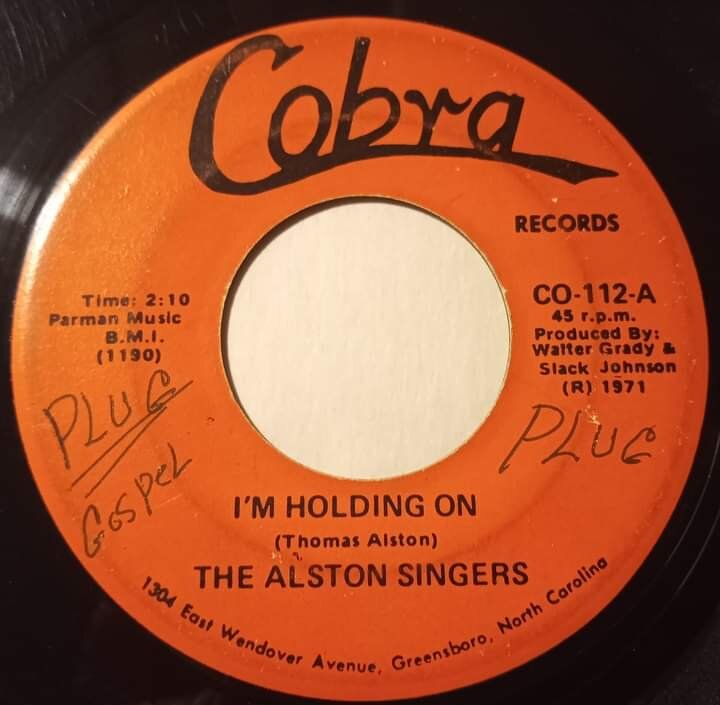 Cobra
RECORDS
Time: 2:10
Parman Music
B.M.I.
(1190)
CO-112-A
45 r.p.m.
Produced By:
Walter Grady &
Slack Johnson
(R) 1971
PLUG
GOSPEL
PLUG
I'M HOLDING ON
(Thomas Alston)
THE ALSTON SINGERS
1304 East Wendover Avenue, Greensboro, North Carolina